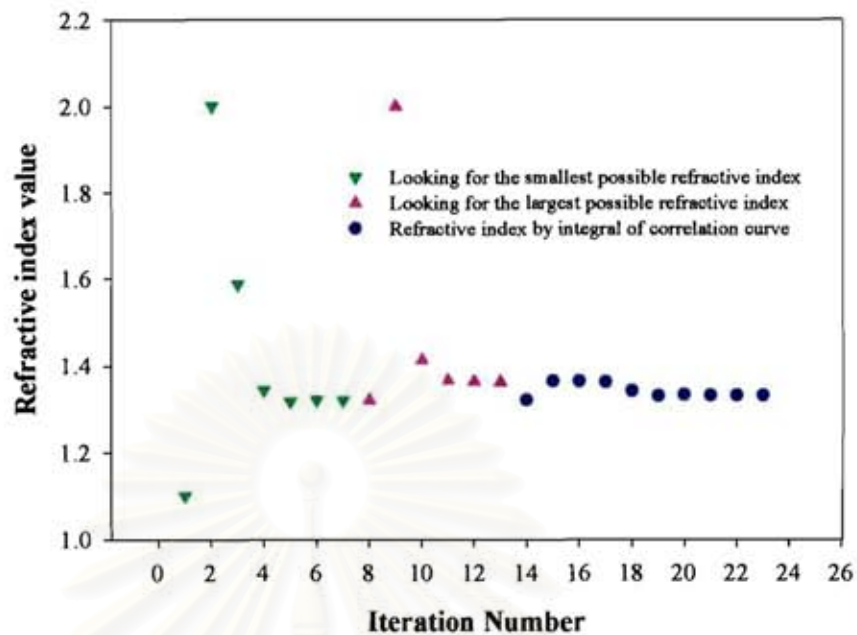 2.2
2.0
1.8
1.6
1.4
1.2
1.0
Refractive index value
Looking for the smallest possible refractive index
Looking for the largest possible refractive index
Refractive index by integral of correlation curve
0 2 4 6 8 10 12 14 16 18 20 22 24 26
Iteration Number